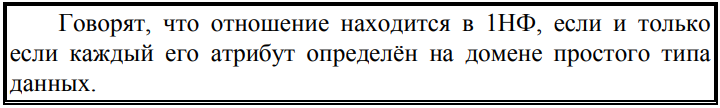 Говорят, что отношение находится в 1НФ, если и только
если каждый его атрибут определён на домене простого типа
данных.